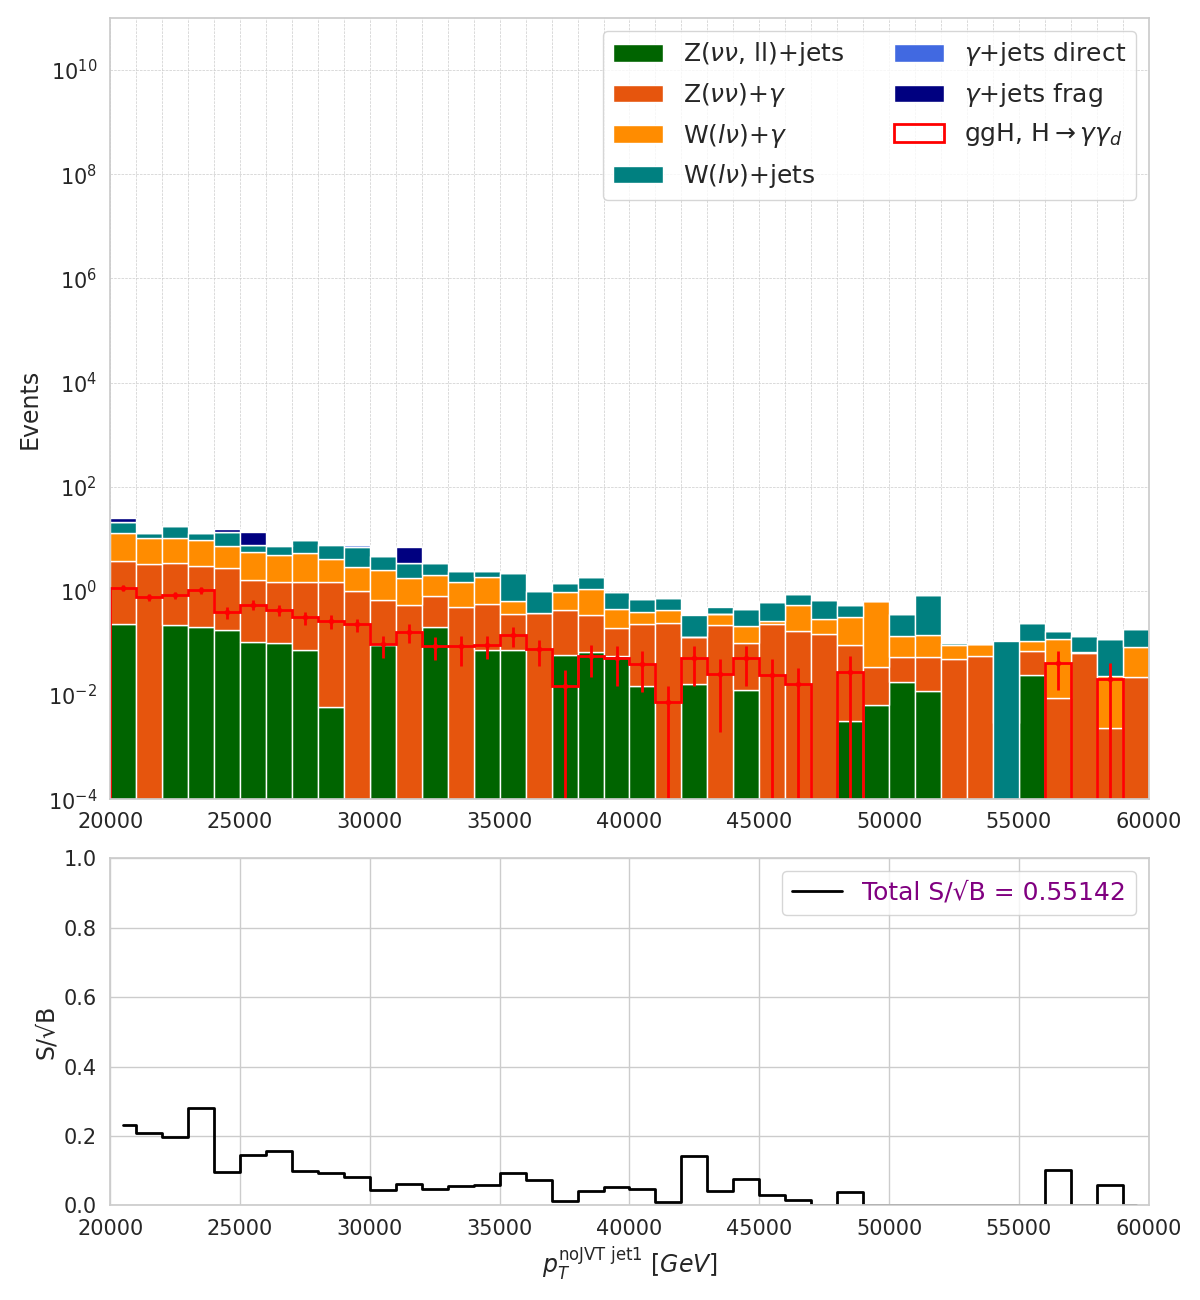 Z(νν, ll)+jets
Z(νν)+γ
W(lν)+γ
W(lν)+jets
γ+jets direct
γ+jets frag
ggH, H→γγ_d
Events
10^10
10^8
10^6
10^4
10^2
10^0
10^−2
10^−4
20000 25000 30000 35000 40000 45000 50000 55000 60000
Total S/√B = 0.55142
S/√B
1.0
0.8
0.6
0.4
0.2
0.0
20000 25000 30000 35000 40000 45000 50000 55000 60000
p_T^noJVT jet1 [GeV]